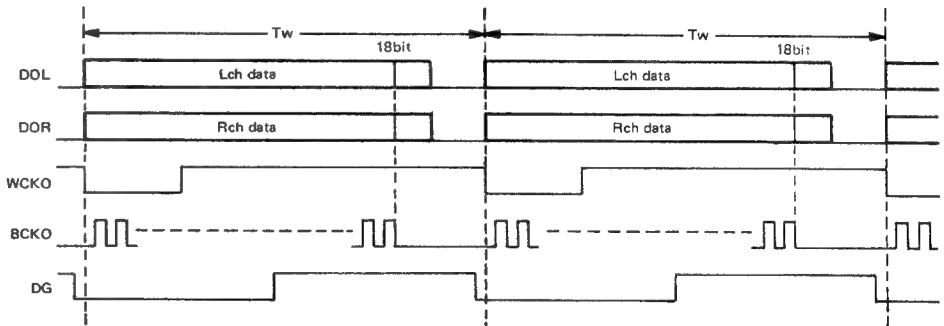 Tw Tw
18bit 18bit
DOL Lch data Lch data
DOR Rch data Rch data
WCKO
BCKO
DG